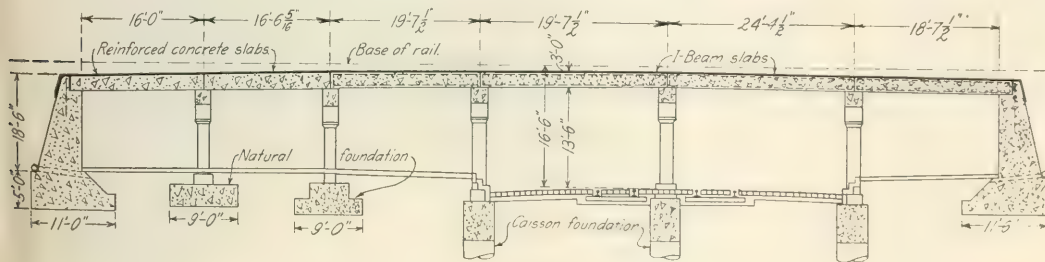 16'-0" 16'-6 5/16" 19'-7 1/2" 19'-7 1/2" 24'-4 1/2" 18'-7 1/2"
Reinforced concrete slabs. Base of rail. 3'-0" I-Beam slabs
18'-6" 16'-6" 13'-6"
Natural foundation
5'-0"
11'-0" 9'-0" 9'-0" Caisson foundation 11'-6"